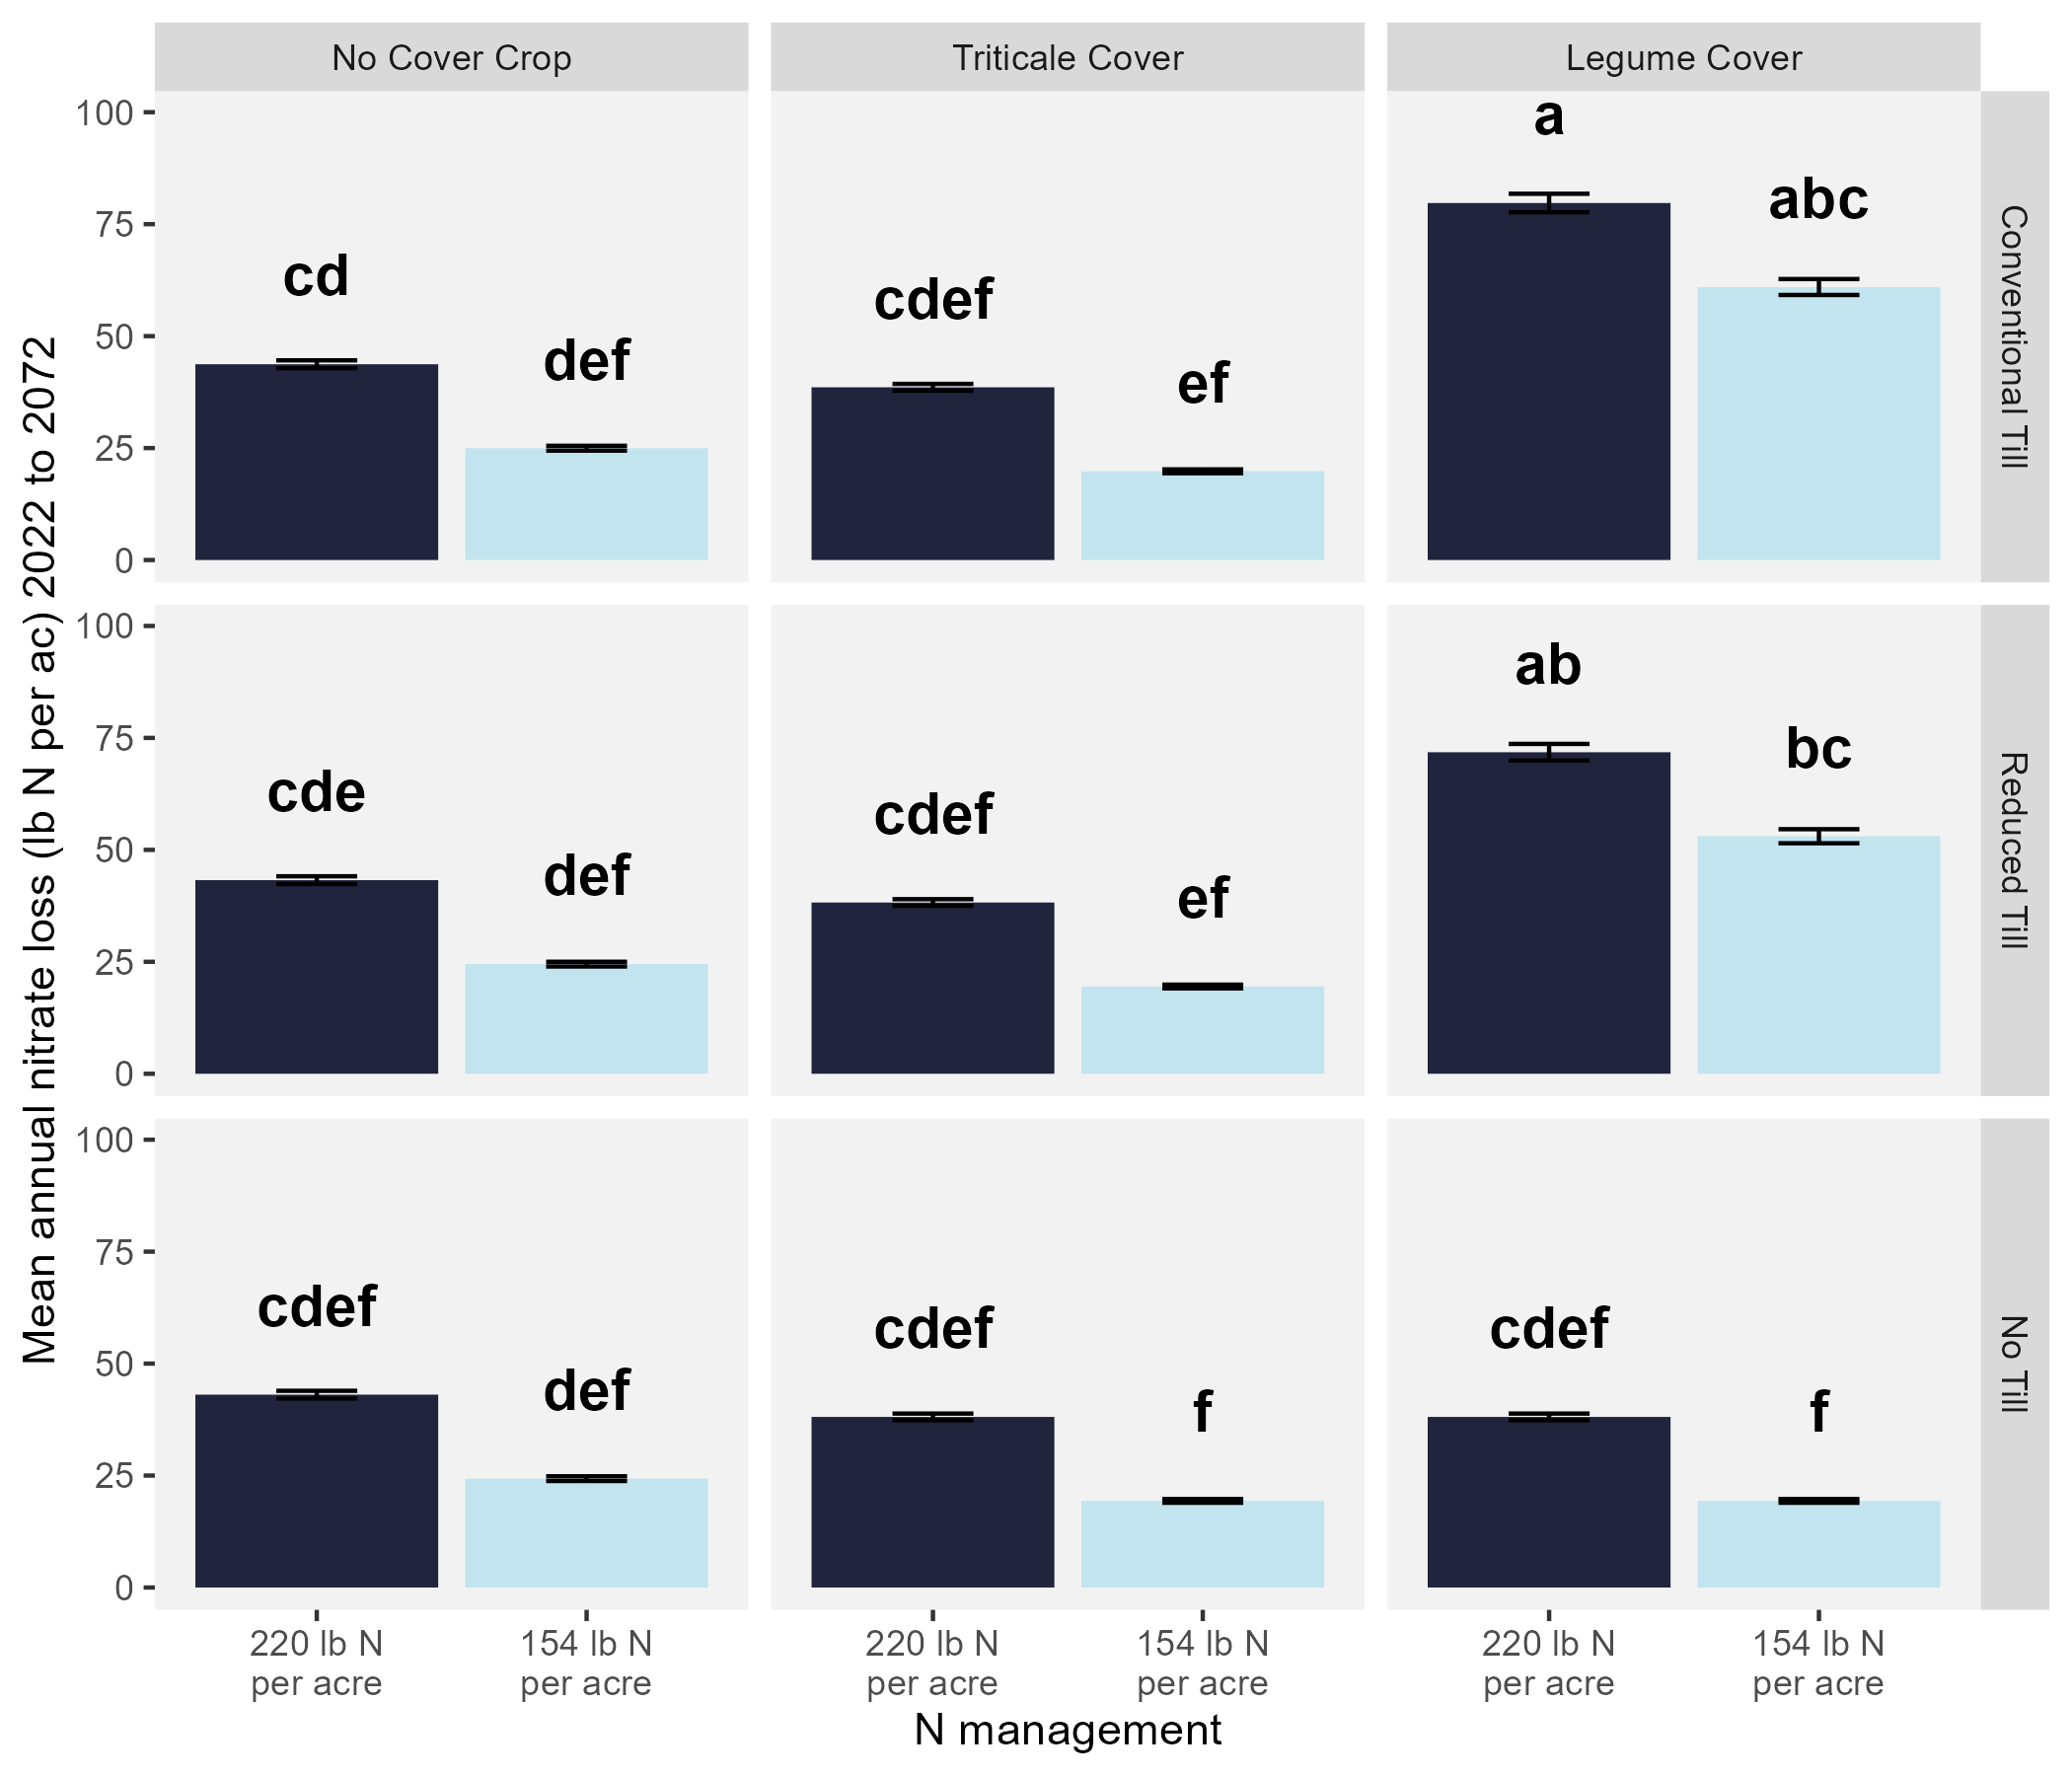 No Cover Crop
Triticale Cover
Legume Cover
Mean annual nitrate loss (lb N per ac) 2022 to 2072
100
75
50
25
0
cd
def
cdef
ef
a
abc
Conventional Till
100
75
50
25
0
cde
def
cdef
ef
ab
bc
Reduced Till
100
75
50
25
0
cdef
def
cdef
f
cdef
f
No Till
220 lb N
per acre
154 lb N
per acre
220 lb N
per acre
154 lb N
per acre
220 lb N
per acre
154 lb N
per acre
N management